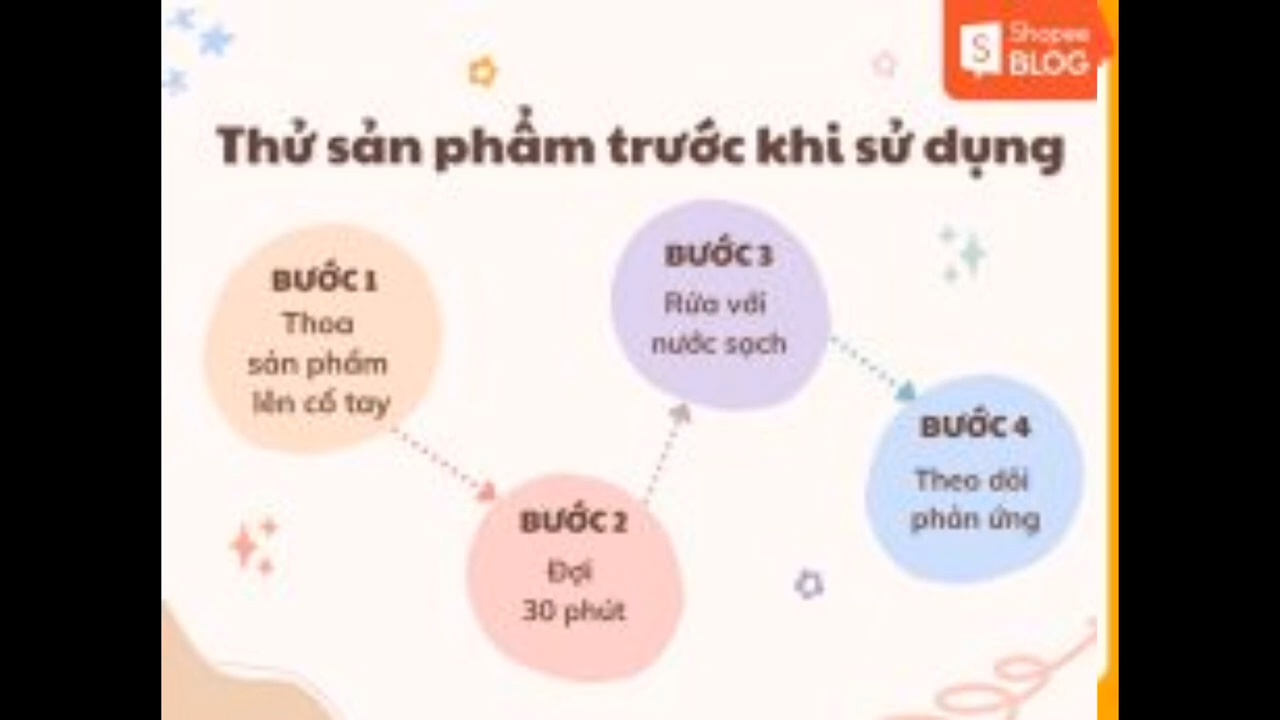 Shopee
BLOG
Thử sản phẩm trước khi sử dụng
BƯỚC 1
Thoa
sản phẩm
lên cổ tay
BƯỚC 2
Đợi
30 phút
BƯỚC 3
Rửa với
nước sạch
BƯỚC 4
Theo dõi
phản ứng